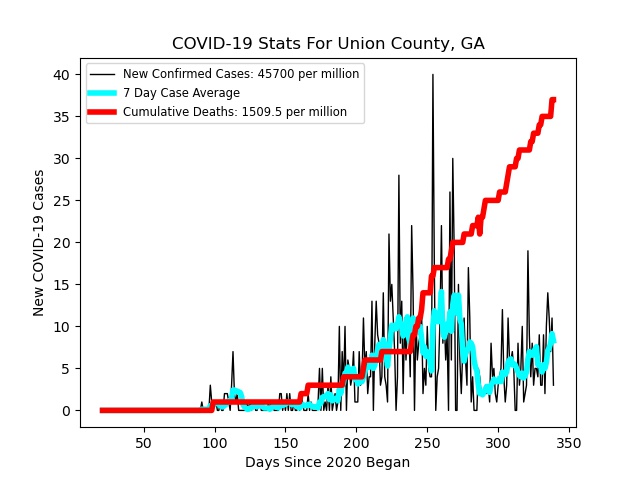 COVID-19 Stats For Union County, GA
New Confirmed Cases: 45700 per million
7 Day Case Average
Cumulative Deaths: 1509.5 per million
New COVID-19 Cases
40
35
30
25
20
15
10
5
0
50 100 150 200 250 300 350
Days Since 2020 Began